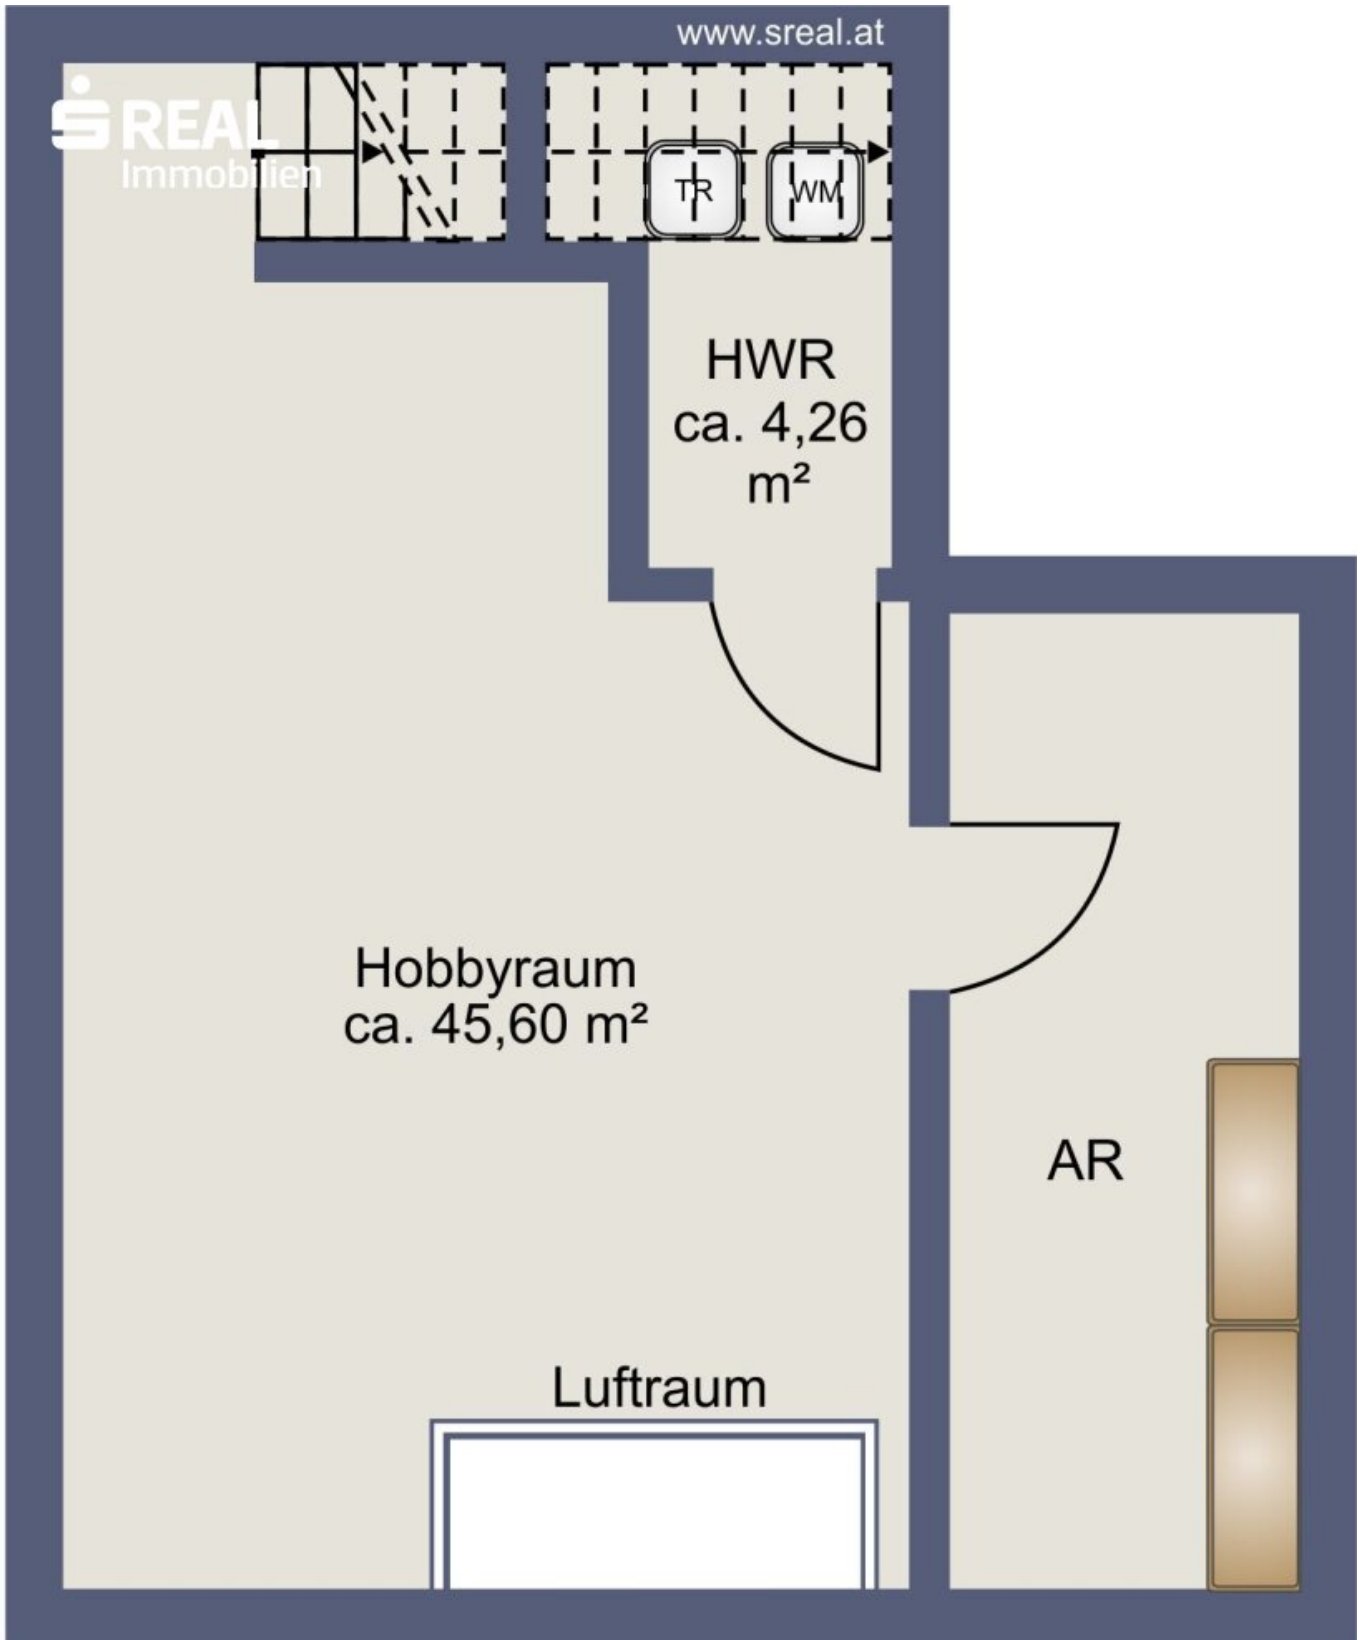 www.sreal.at
REAL
Immobilien
TR
WM
HWR
ca. 4,26
m²
Hobbyraum
ca. 45,60 m²
AR
Luftraum